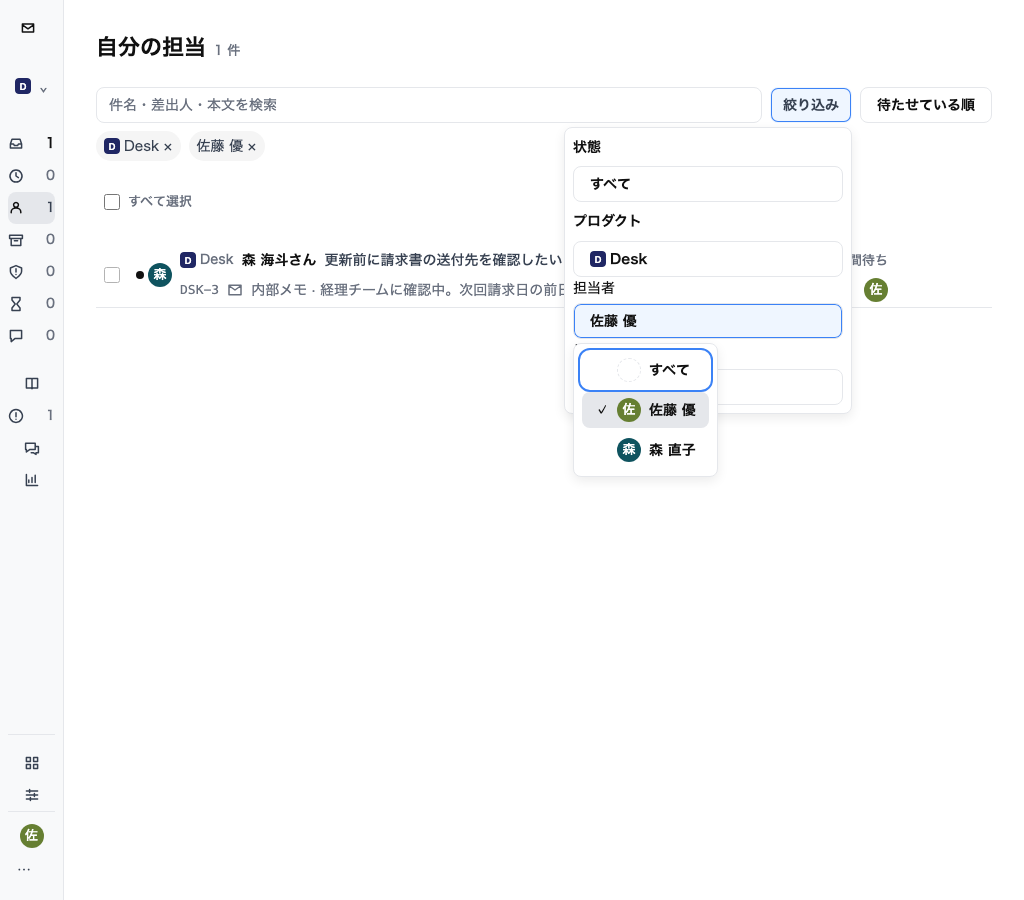 自分の担当 1 件
D
件名・差出人・本文を検索
絞り込み
待たせている順
D Desk ×
佐藤 優 ×
状態
すべて
プロダクト
D Desk
担当者
佐藤 優
すべて
✓ 佐 佐藤 優
森 森 直子
すべて選択
森
D Desk 森 海斗さん 更新前に請求書の送付先を確認したい
間待ち
DSK-3 内部メモ · 経理チームに確認中。次回請求日の前日
佐
1
0
1
0
0
0
0
1
佐
…